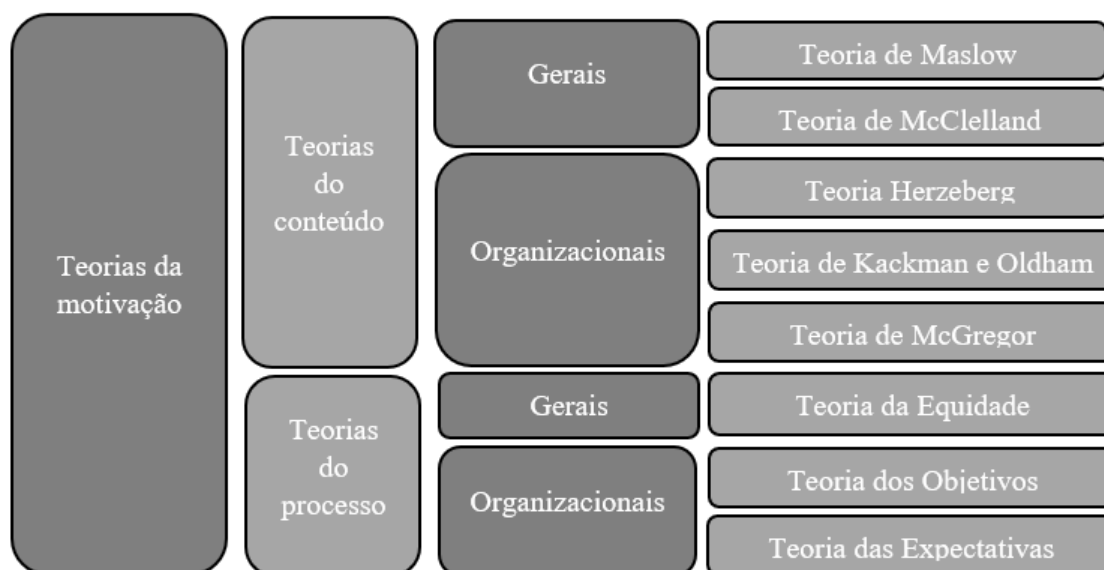 Teorias da
motivação
Teorias
do
conteúdo
Gerais
Teoria de Maslow
Teoria de McClelland
Organizacionais
Teoria Herzeberg
Teoria de Kackman e Oldham
Teoria de McGregor
Teorias
do
processo
Gerais
Teoria da Equidade
Organizacionais
Teoria dos Objetivos
Teoria das Expectativas